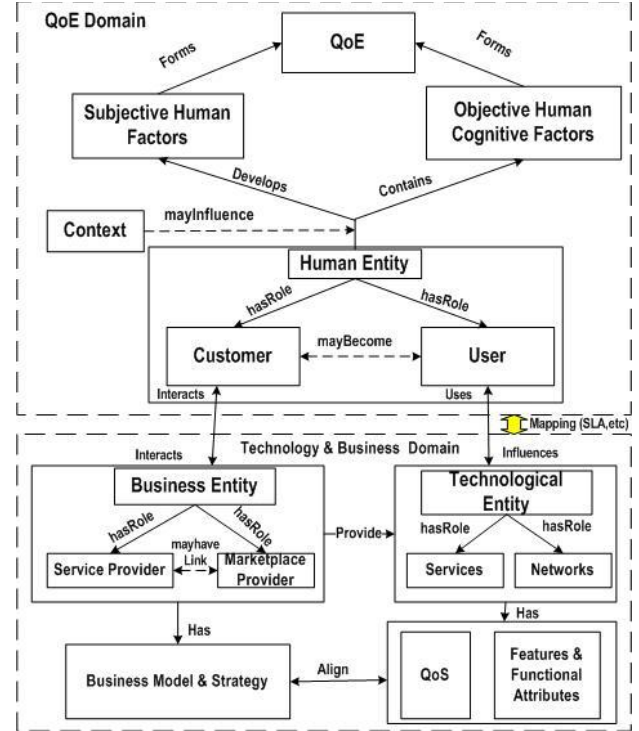 QoE Domain
QoE
Forms
Forms
Subjective Human
Factors
Objective Human
Cognitive Factors
Develops
Contains
mayInfluence
Context
Human Entity
hasRole
hasRole
Customer
mayBecome
User
Interacts
Uses
Mapping (SLA,etc)
Technology & Business Domain
Interacts
Influences
Business Entity
Technological
Entity
hasRole
hasRole
hasRole
hasRole
Provide
mayhave
Link
Service Provider
Marketplace
Provider
Services
Networks
Has
Has
Business Model & Strategy
Align
QoS
Features &
Functional
Attributes